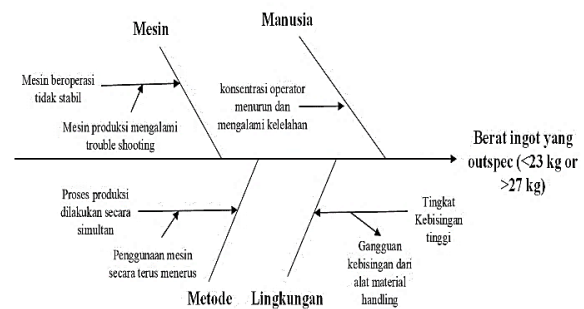 Mesin
Manusia
Mesin beroperasi
tidak stabil
Mesin produksi mengalami
trouble shooting
konsentrasi operator
menurun dan
mengalami kelelahan
Berat ingot yang
outspec (<23 kg or
>27 kg)
Proses produksi
dilakukan secara
simultan
Penggunaan mesin
secara terus menerus
Tingkat
Kebisingan
tinggi
Gangguan
kebisingan dari
alat material
handling
Metode
Lingkungan